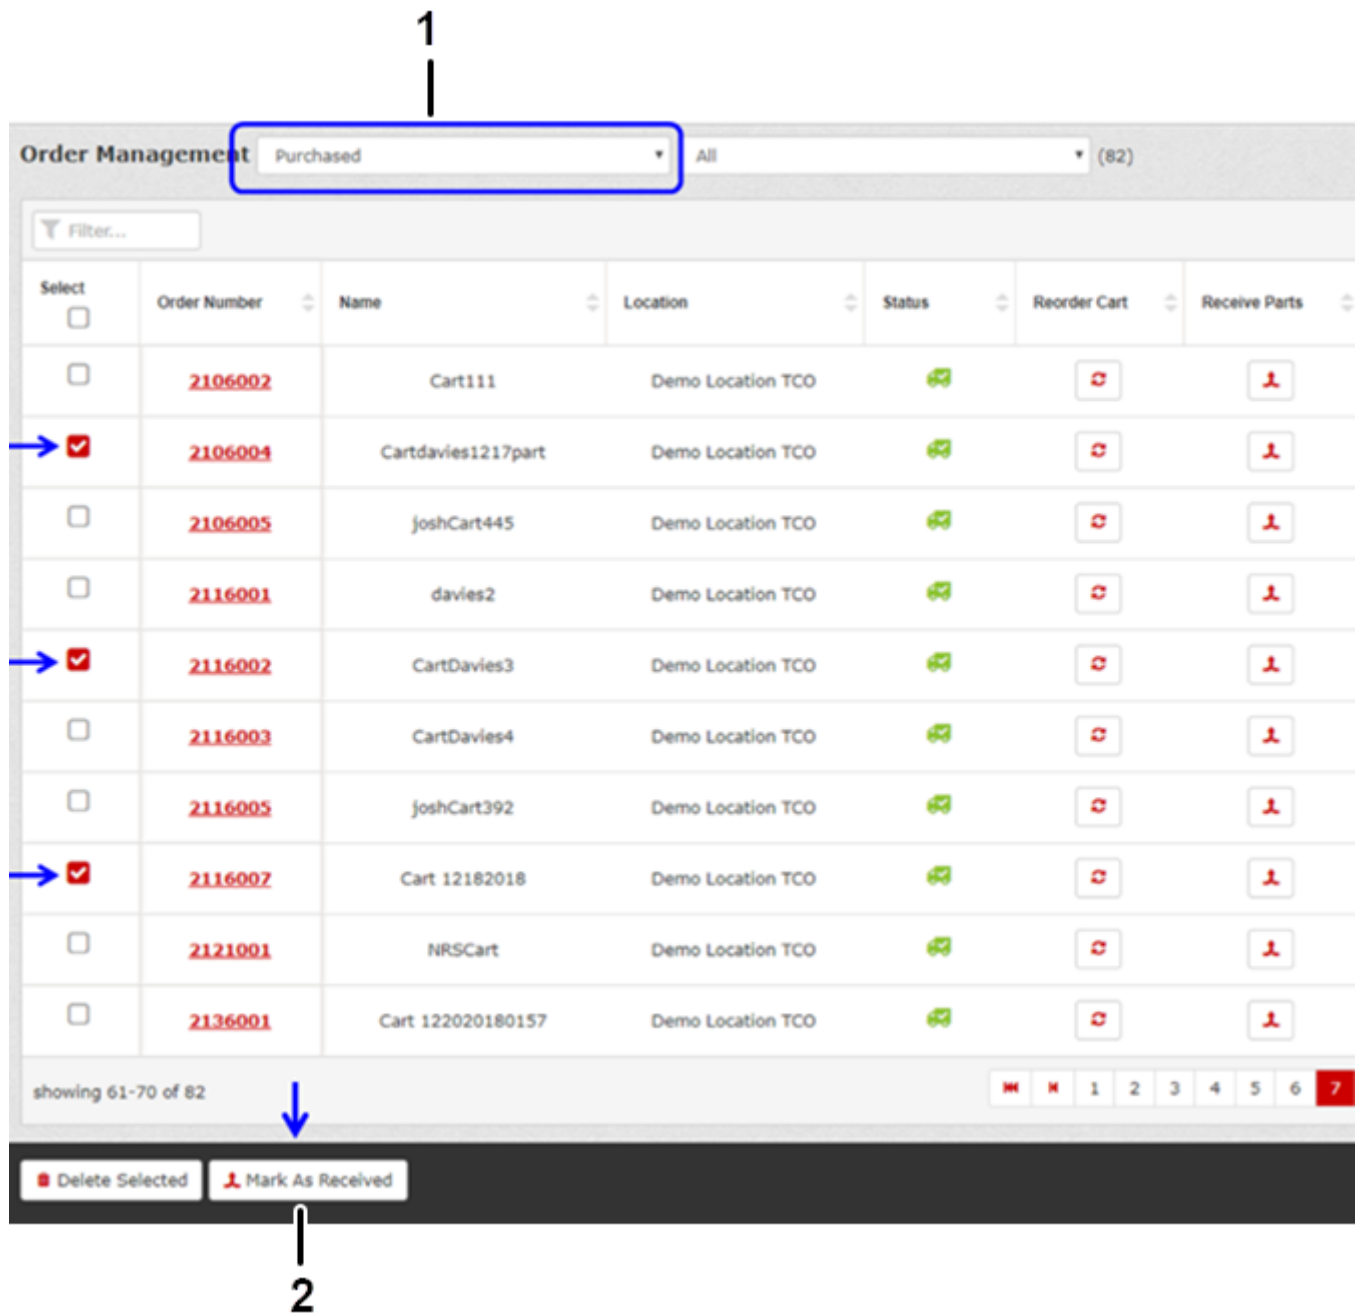 1
Order Management Purchased All (82)
Filter...
Select Order Number Name Location Status Reorder Cart Receive Parts
2106002 Cart111 Demo Location TCO
2106004 Cartdavies1217part Demo Location TCO
2106005 joshCart445 Demo Location TCO
2116001 davies2 Demo Location TCO
2116002 CartDavies3 Demo Location TCO
2116003 CartDavies4 Demo Location TCO
2116005 joshCart392 Demo Location TCO
2116007 Cart 12182018 Demo Location TCO
2121001 NRSCart Demo Location TCO
2136001 Cart 122020180157 Demo Location TCO
showing 61-70 of 82 1 2 3 4 5 6 7
Delete Selected Mark As Received
2